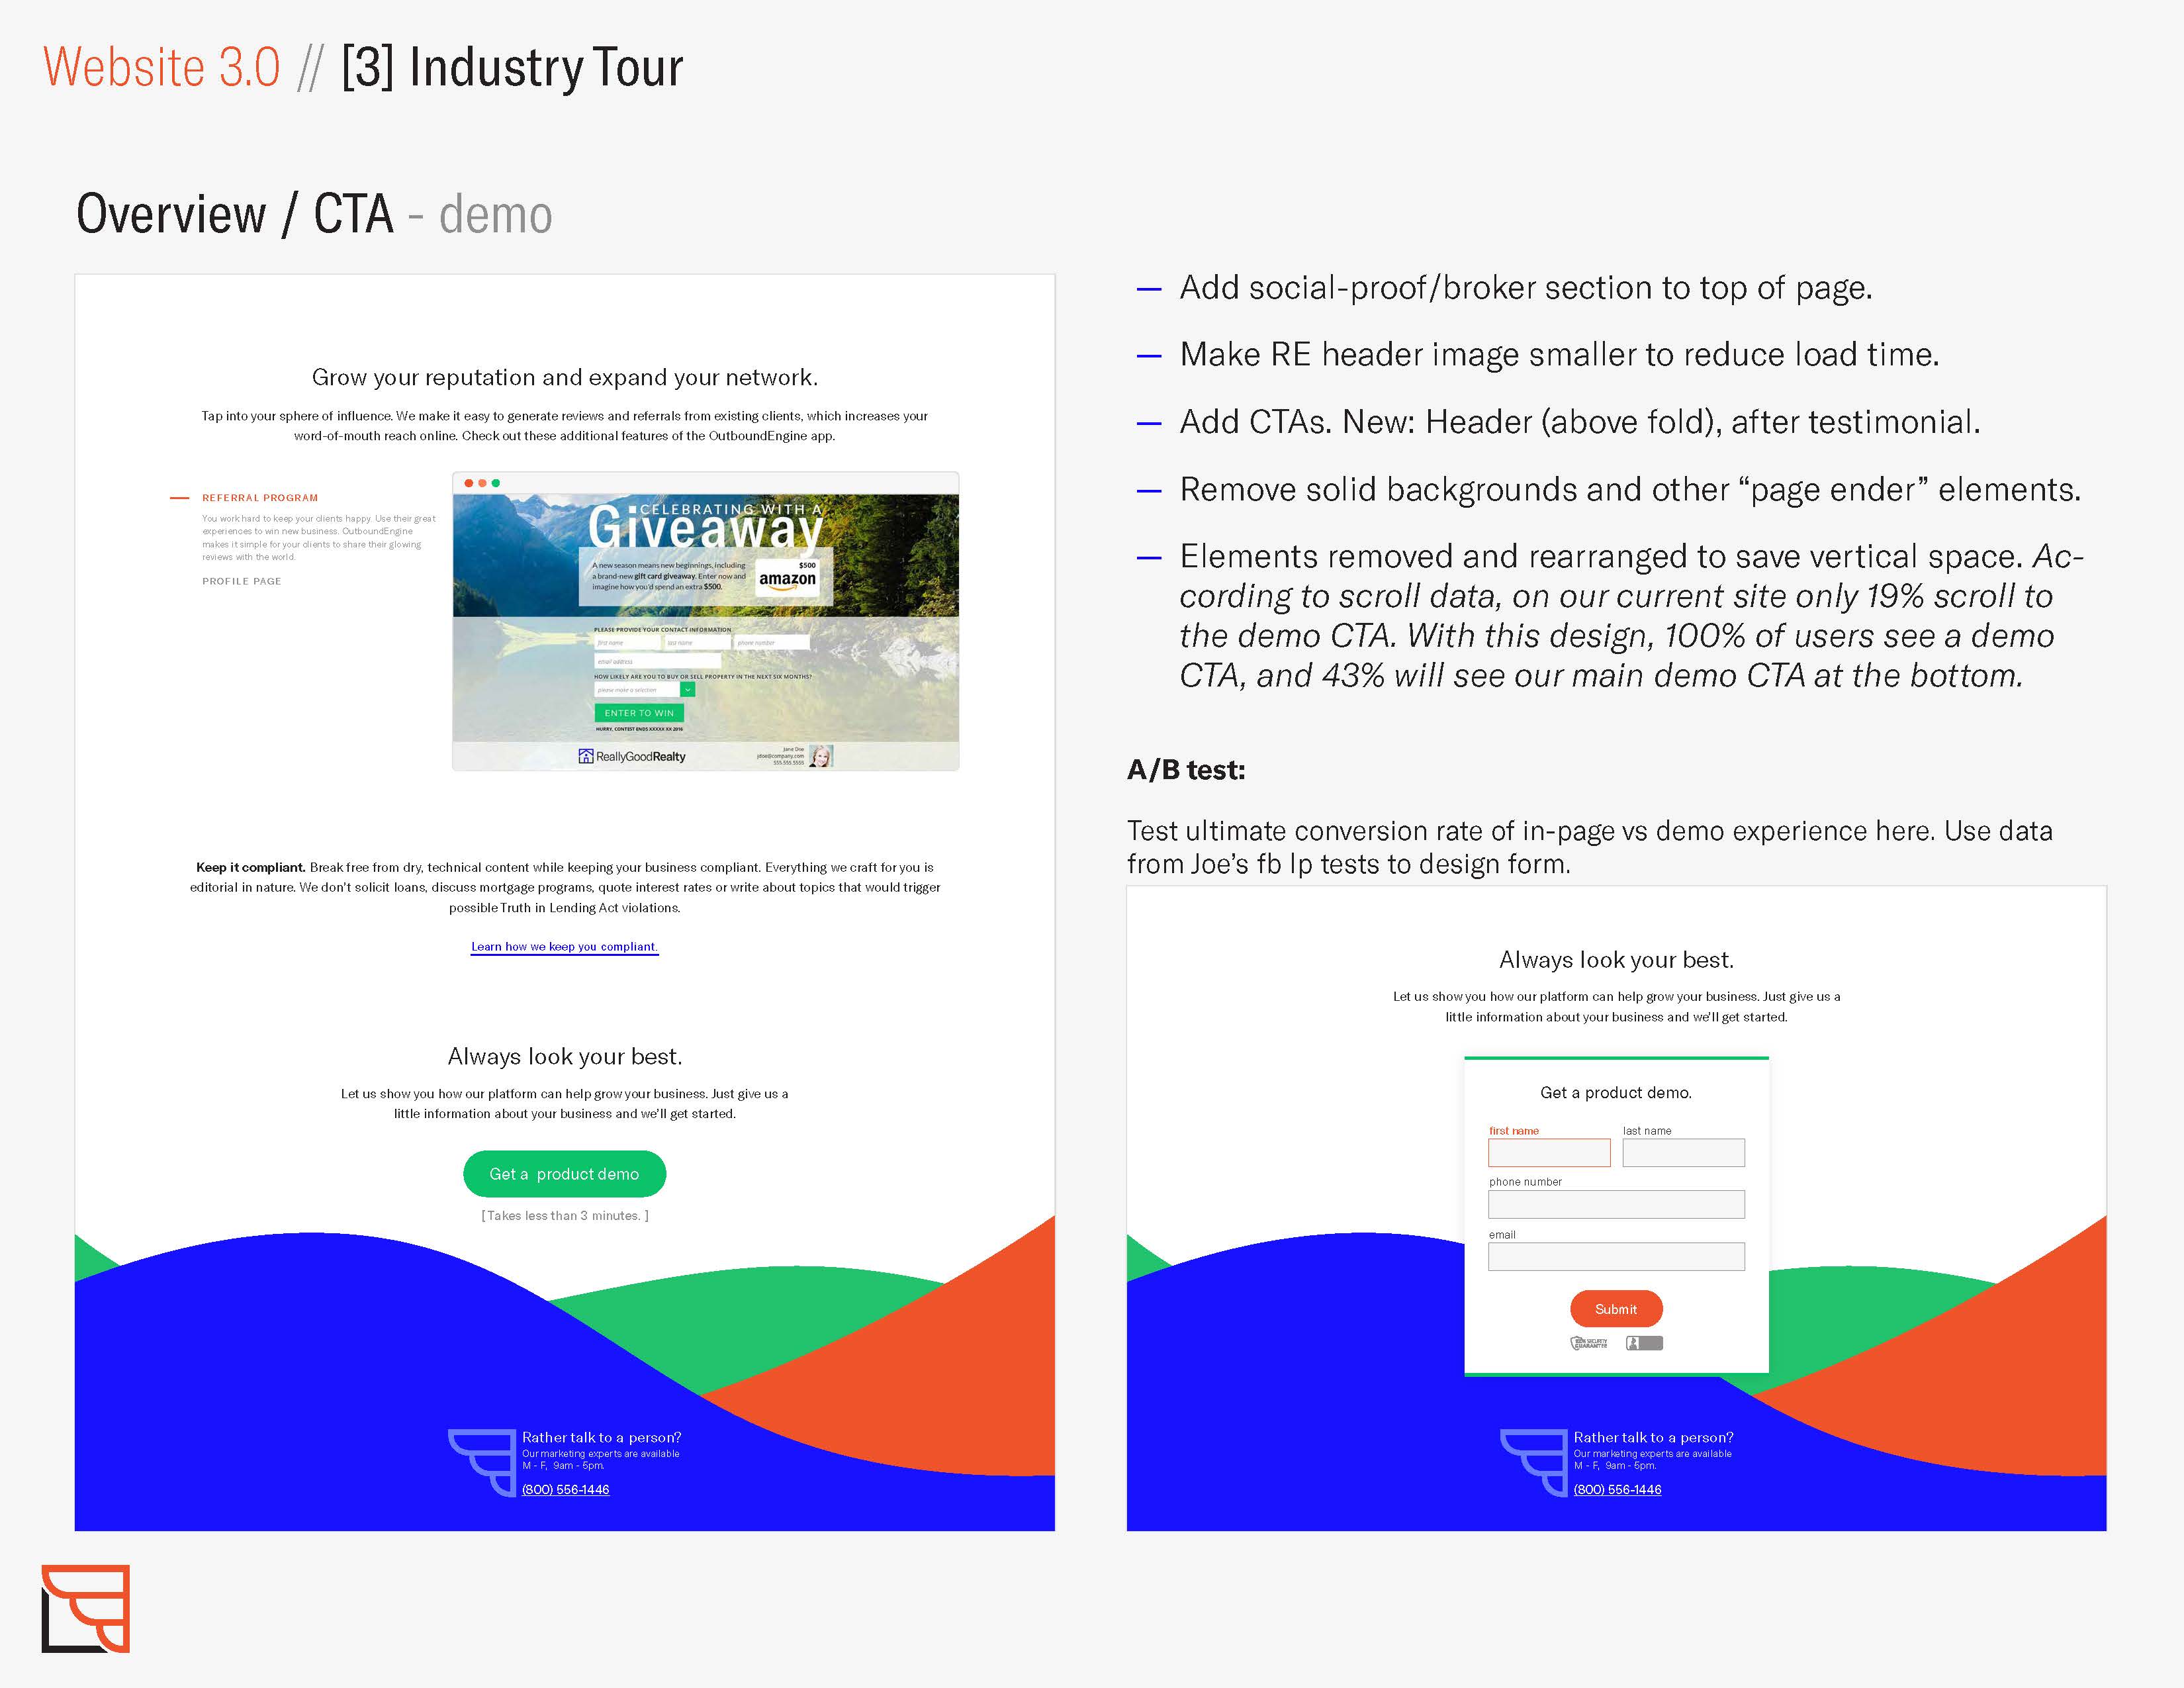 Website 3.0 // [3] Industry Tour
Overview / CTA - demo
Grow your reputation and expand your network.
Tap into your sphere of influence. We make it easy to generate reviews and referrals from existing clients, which increases your
word-of-mouth reach online. Check out these additional features of the OutboundEngine app.
REFERRAL PROGRAM
You work hard to keep your clients happy. Use their great
experiences to win new business. OutboundEngine
makes it simple for your clients to share their glowing
reviews with the world.
PROFILE PAGE
CELEBRATING WITH A
Giveaway
A new season means new beginnings, including
a brand-new gift card giveaway. Enter now and
imagine how you'd spend an extra $500.
$500
amazon
PLEASE PROVIDE YOUR CONTACT INFORMATION
first name
last name
phone number
email address
HOW LIKELY ARE YOU TO BUY OR SELL PROPERTY IN THE NEXT SIX MONTHS?
please make a selection
ENTER TO WIN
HURRY, CONTEST ENDS XXXXX XX 2016
ReallyGoodRealty
Jane Doe
jdoe@company.com
555.555.5555
Keep it compliant. Break free from dry, technical content while keeping your business compliant. Everything we craft for you is
editorial in nature. We don't solicit loans, discuss mortgage programs, quote interest rates or write about topics that would trigger
possible Truth in Lending Act violations.
Learn how we keep you compliant.
Always look your best.
Let us show you how our platform can help grow your business. Just give us a
little information about your business and we'll get started.
Get a product demo
[Takes less than 3 minutes. ]
Rather talk to a person?
Our marketing experts are available
M - F, 9am - 5pm.
(800) 556-1446
— Add social-proof/broker section to top of page.
— Make RE header image smaller to reduce load time.
— Add CTAs. New: Header (above fold), after testimonial.
— Remove solid backgrounds and other “page ender” elements.
— Elements removed and rearranged to save vertical space. Ac-
cording to scroll data, on our current site only 19% scroll to
the demo CTA. With this design, 100% of users see a demo
CTA, and 43% will see our main demo CTA at the bottom.
A/B test:
Test ultimate conversion rate of in-page vs demo experience here. Use data
from Joe’s fb lp tests to design form.
Always look your best.
Let us show you how our platform can help grow your business. Just give us a
little information about your business and we'll get started.
Get a product demo.
first name
last name
phone number
email
Submit
SECURITY
GUARANTEE
Rather talk to a person?
Our marketing experts are available
M - F, 9am - 5pm.
(800) 556-1446